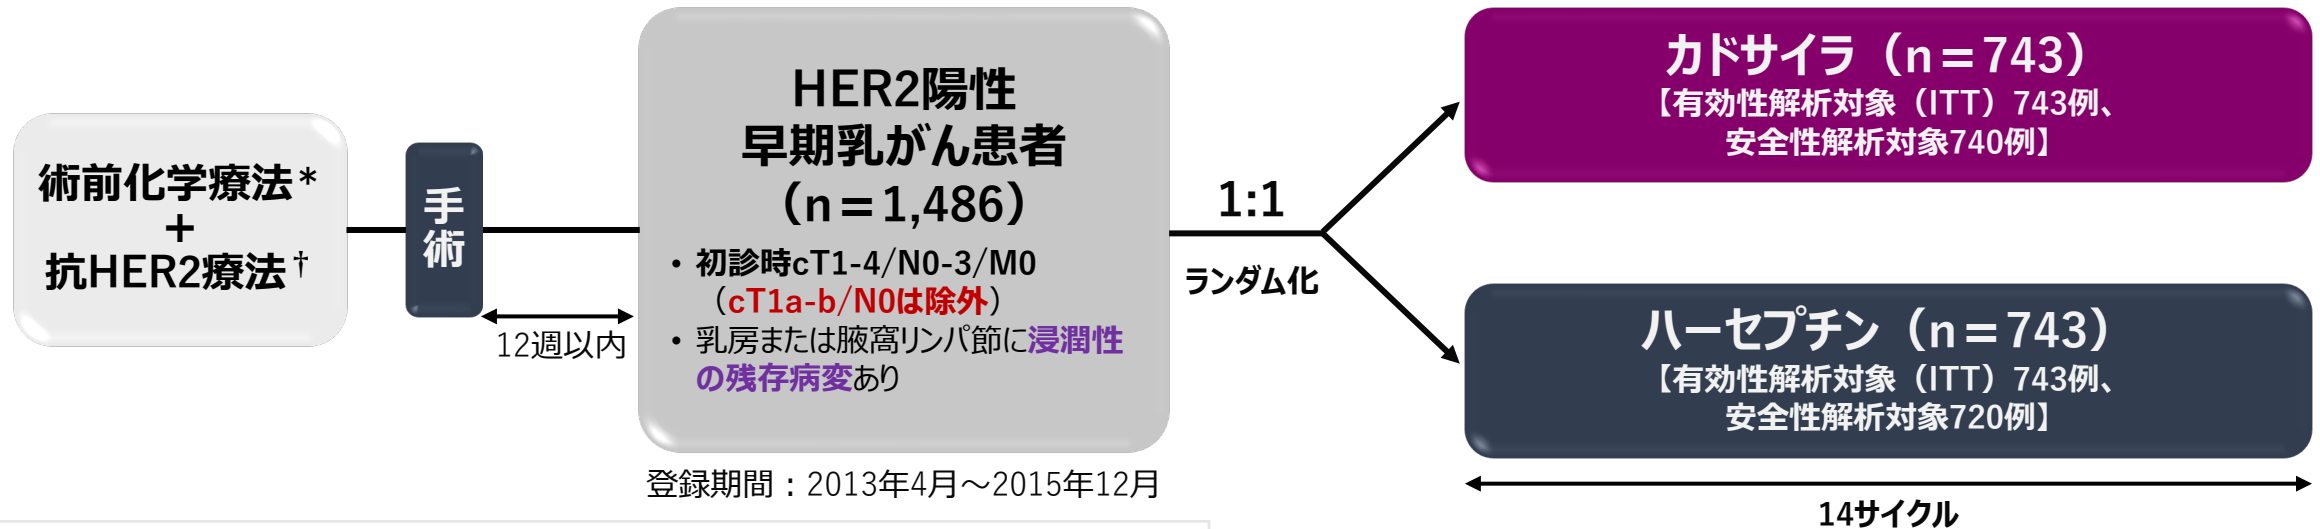 術前化学療法*
+
抗HER2療法†
手術
12週以内
HER2陽性
早期乳がん患者
（n＝1,486）
• 初診時cT1-4/N0-3/M0
（cT1a-b/N0は除外）
• 乳房または腋窩リンパ節に浸潤性
の残存病変あり
登録期間：2013年4月～2015年12月
1:1
ランダム化
カドサイラ（n＝743）
【有効性解析対象（ITT）743例、
安全性解析対象740例】
ハーセプチン（n＝743）
【有効性解析対象（ITT）743例、
安全性解析対象720例】
14サイクル